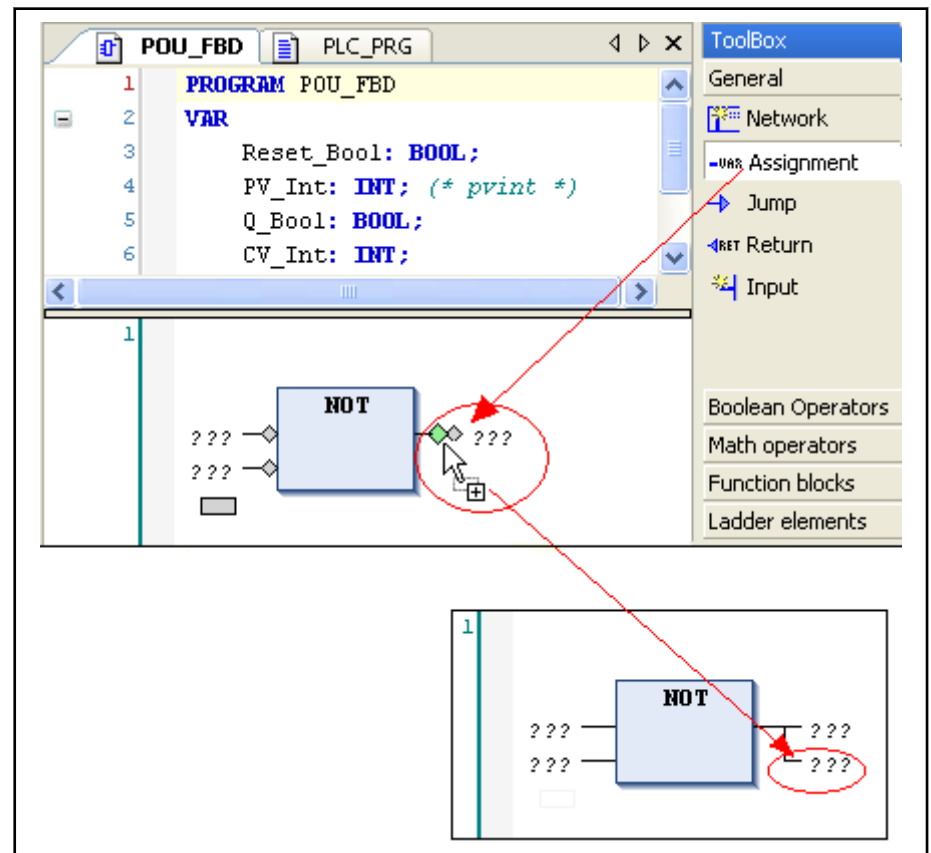 POU_FBD PLC_PRG
1 PROGRAM POU_FBD
2 VAR
3 Reset_Bool: BOOL;
4 PV_Int: INT; (* pvint *)
5 Q_Bool: BOOL;
6 CV_Int: INT;
1
NOT
???
???
???
ToolBox
General
Network
VAR Assignment
Jump
RET Return
Input
Boolean Operators
Math operators
Function blocks
Ladder elements
1
NOT
??? ???
??? ???